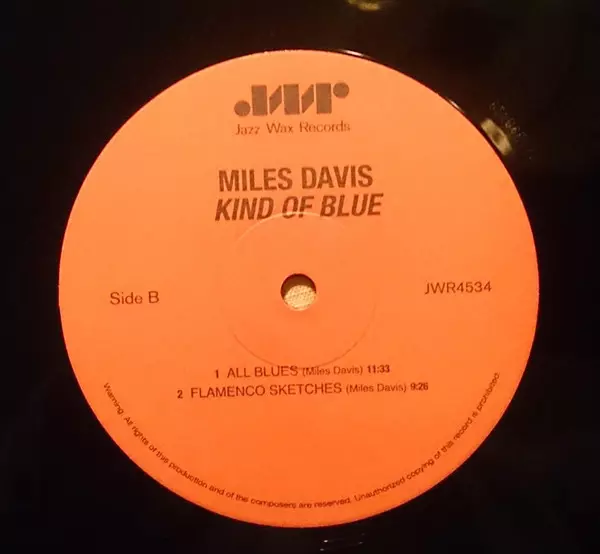 JWR
Jazz Wax Records
MILES DAVIS
KIND OF BLUE
Side B
JWR4534
1 ALL BLUES (Miles Davis) 11:33
2 FLAMENCO SKETCHES (Miles Davis) 9:26
Warning: All rights of this production and of the composers are reserved. Unauthorized copying of this record is prohibited.